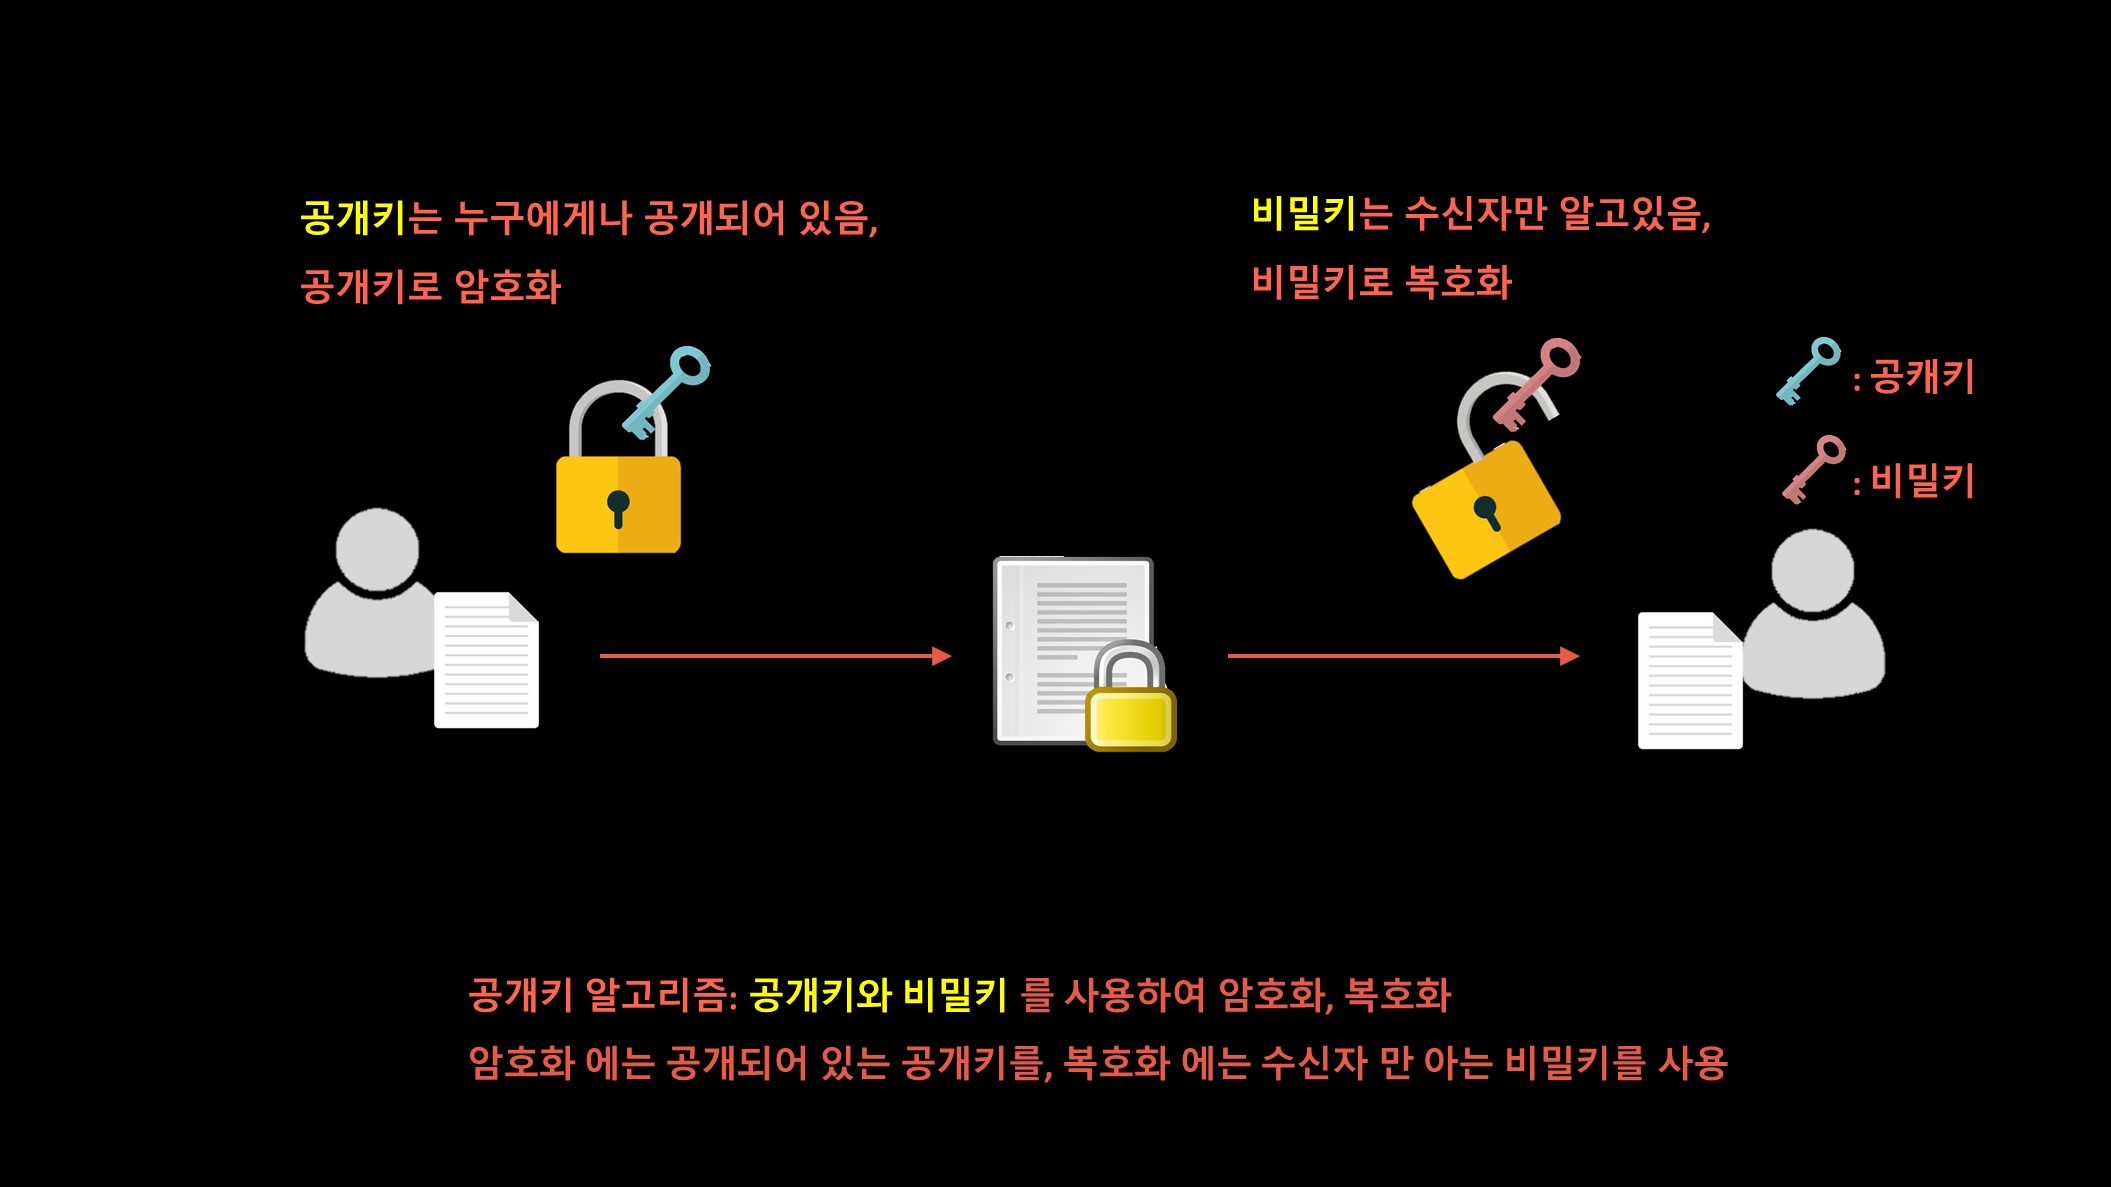 공개키는 누구에게나 공개되어 있음,
공개키로 암호화
비밀키는 수신자만 알고있음,
비밀키로 복호화
: 공캐키
: 비밀키
공개키 알고리즘: 공개키와 비밀키 를 사용하여 암호화, 복호화
암호화 에는 공개되어 있는 공개키를, 복호화 에는 수신자 만 아는 비밀키를 사용